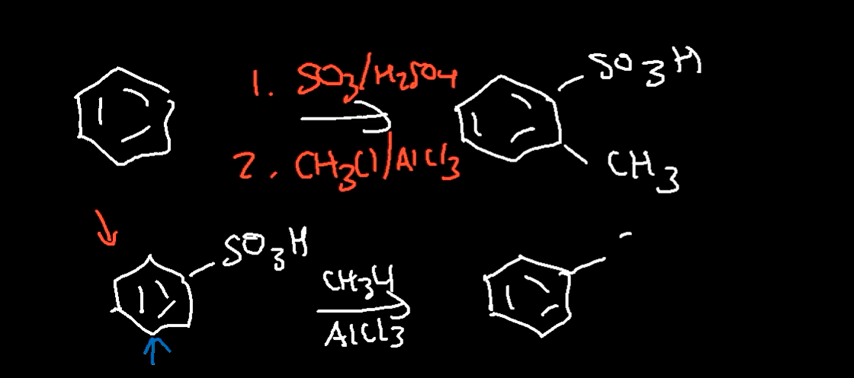 1. SO3/H2SO4
SO3H
2. CH3Cl/AlCl3
CH3
SO3H
CH3Cl
AlCl3